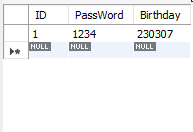 ID PassWord Birthday
1 1234 230307
NULL NULL NULL